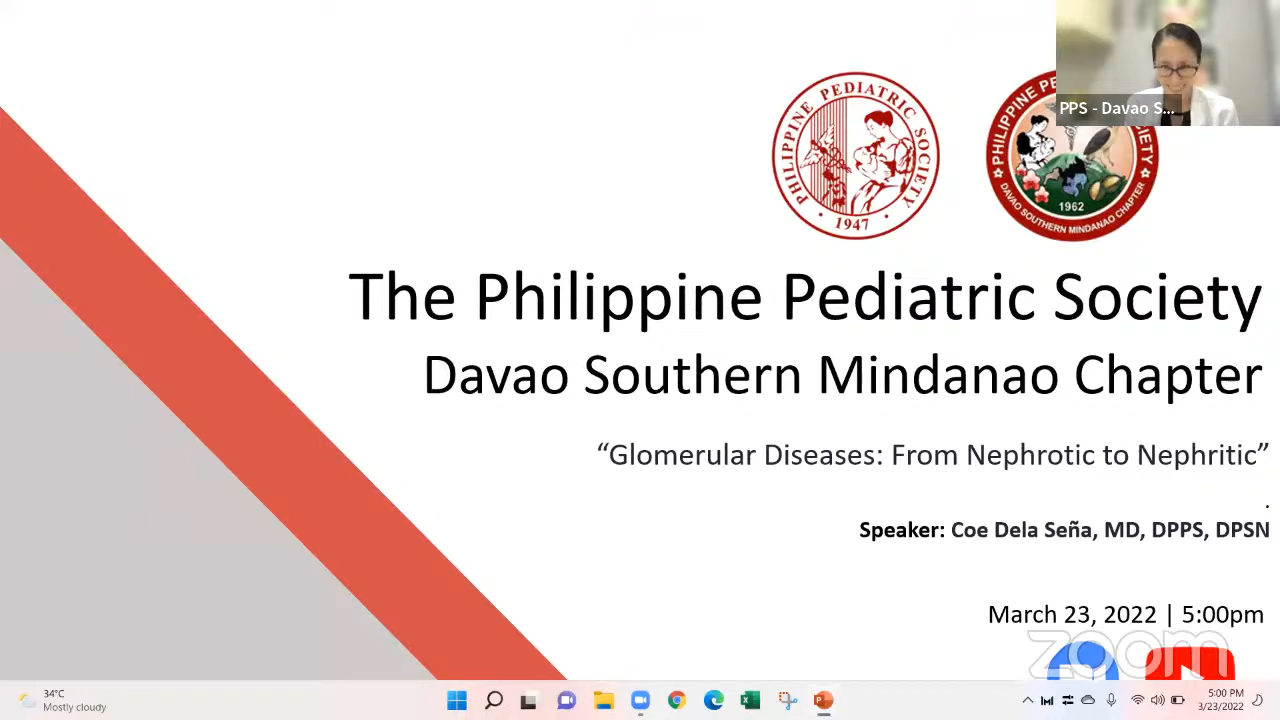 PPS - Davao S...
PHILIPPINE PEDIATRIC SOCIETY
1947
PHILIPPINE PE
SOCIETY
1962
DAVAO SOUTHERN MINDANAO CHAPTER
The Philippine Pediatric Society
Davao Southern Mindanao Chapter
“Glomerular Diseases: From Nephrotic to Nephritic”
.
Speaker: Coe Dela Seña, MD, DPPS, DPSN
March 23, 2022 | 5:00pm
zoom
34°C
Mostly cloudy
5:00 PM
3/23/2022